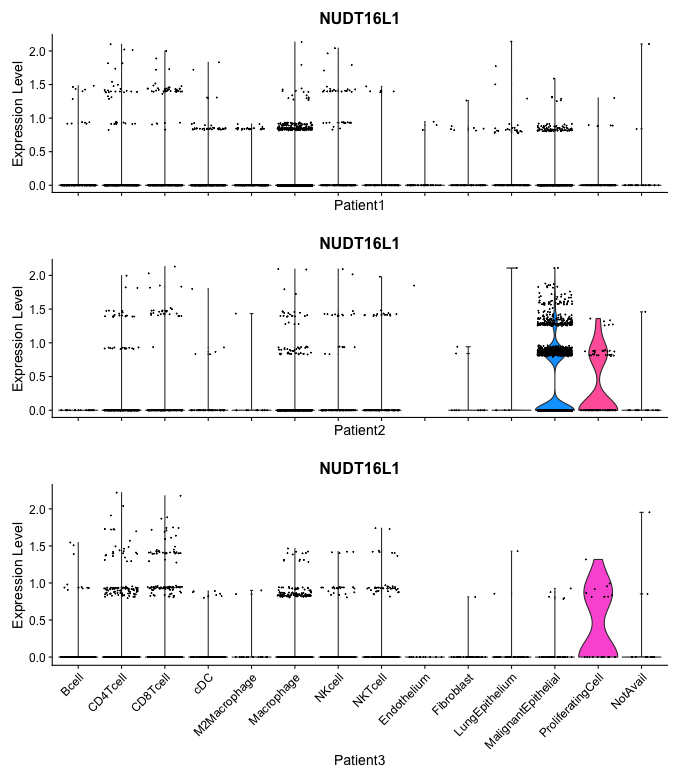 NUDT16L1
Expression Level
2.0
1.5
1.0
0.5
0.0
Patient1
NUDT16L1
Expression Level
2.0
1.5
1.0
0.5
0.0
Patient2
NUDT16L1
Expression Level
2.0
1.5
1.0
0.5
0.0
Bcell
CD4Tcell
CD8Tcell
cDC
M2Macrophage
Macrophage
NKcell
NKTcell
Endothelium
Fibroblast
LungEpithelium
MalignantEpithelial
ProliferatingCell
NotAvail
Patient3